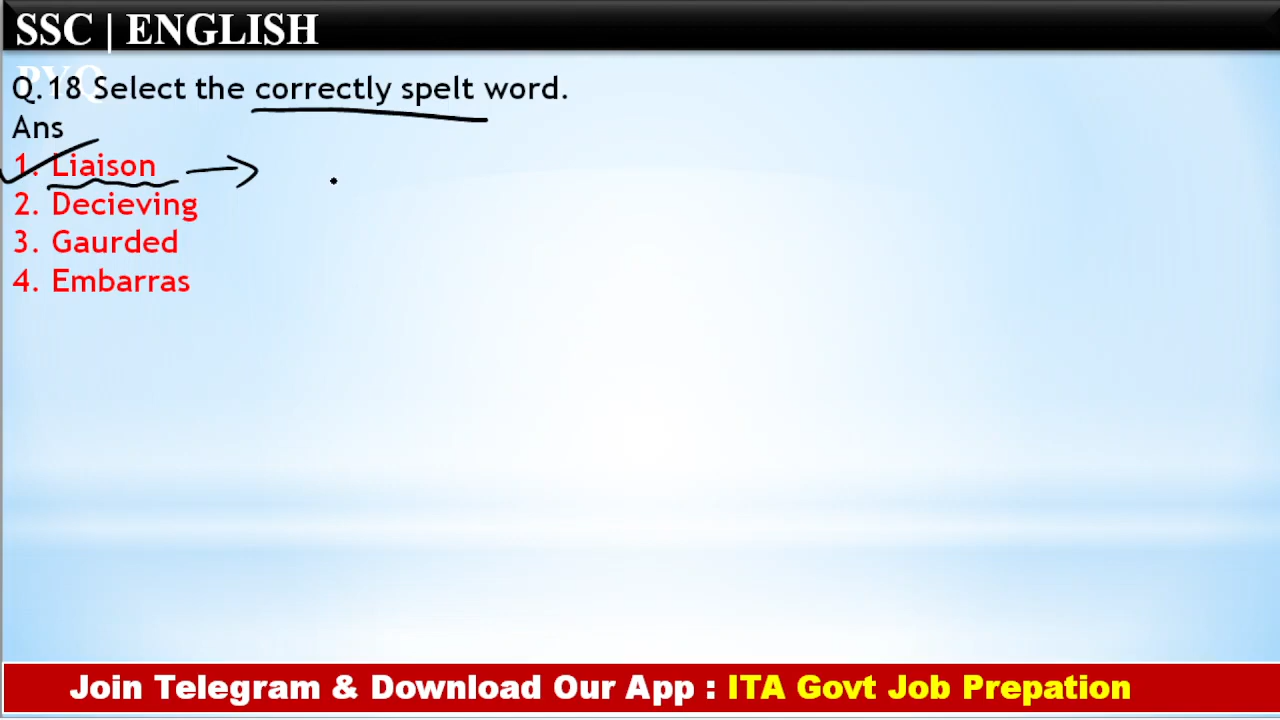 SSC | ENGLISH
PYQ
Q.18 Select the correctly spelt word.
Ans
1. Liaison
2. Decieving
3. Gaurded
4. Embarras
Join Telegram & Download Our App : ITA Govt Job Prepation